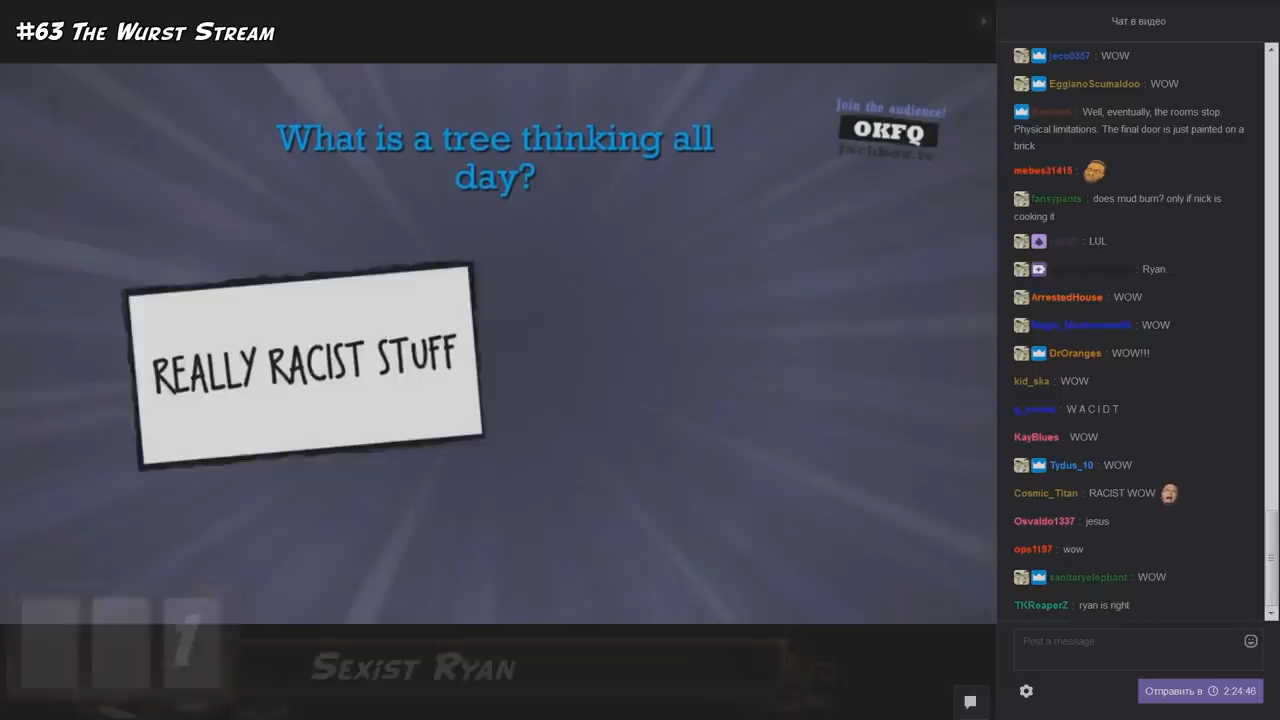 #63 THE WURST STREAM
What is a tree thinking all
day?
Join the audience!
OKFQ
jackbox.tv
REALLY RACIST STUFF
1
SEXIST RYAN
Чат в видео
jeco0357 : WOW
EggianoScumaldoo : WOW
: Well, eventually, the rooms stop.
Physical limitations. The final door is just painted on a
brick
mebes31415 :
fansypants : does mud burn? only if nick is
cooking it
: LUL
: Ryan
ArrestedHouse : WOW
: WOW
DrOranges : WOW!!!
kid_ska : WOW
: W A C I D T
KayBlues : WOW
Tydus_10 : WOW
Cosmic_Titan : RACIST WOW
Osvaldo1337 : jesus
ops1187 : wow
sanitaryelephant : WOW
TKReaperZ : ryan is right
Post a message
Отправить в 2:24:46